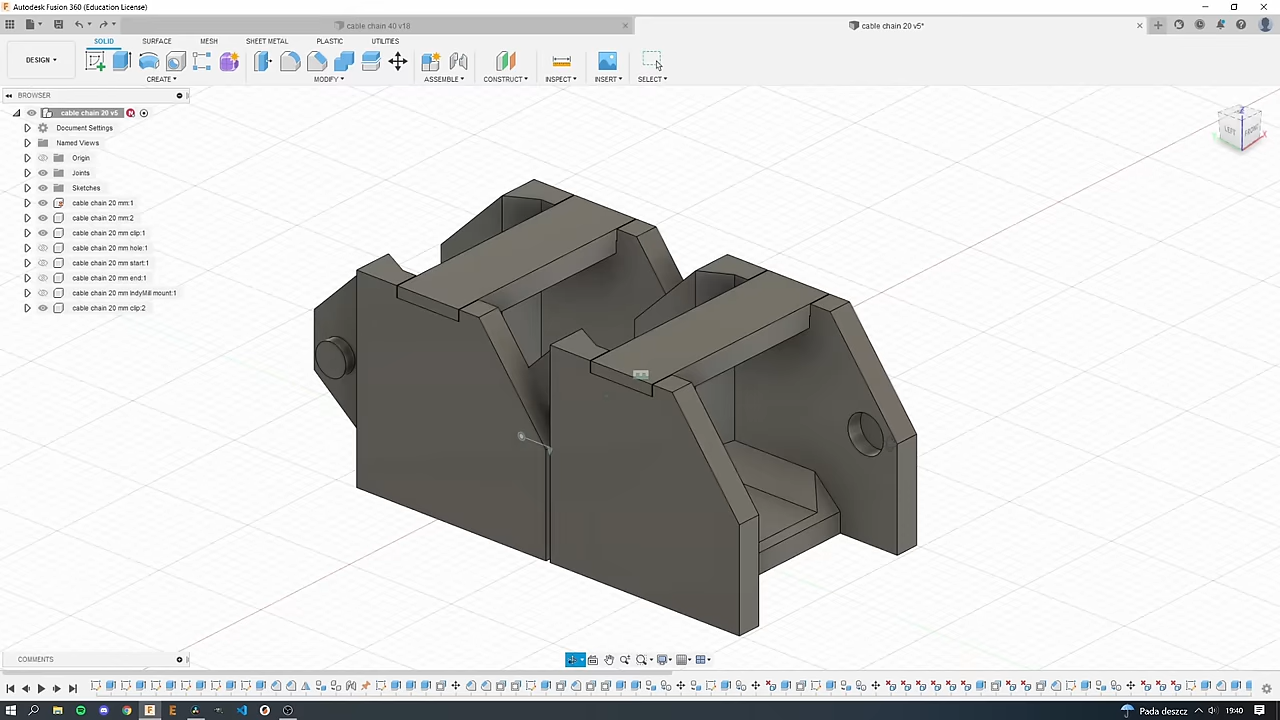 Autodesk Fusion 360 (Education License)
cable chain 40 v18
cable chain 20 v5*
DESIGN
SOLID
SURFACE
MESH
SHEET METAL
PLASTIC
UTILITIES
CREATE
MODIFY
ASSEMBLE
CONSTRUCT
INSPECT
INSERT
SELECT
BROWSER
cable chain 20 v5
Document Settings
Named Views
Origin
Joints
Sketches
cable chain 20 mm:1
cable chain 20 mm:2
cable chain 20 mm clip:1
cable chain 20 mm hole:1
cable chain 20 mm start:1
cable chain 20 mm end:1
cable chain 20 mm IndyMill mount:1
cable chain 20 mm clip:2
LEFT
FRONT
Z
X
COMMENTS
Pada deszcz
19:40